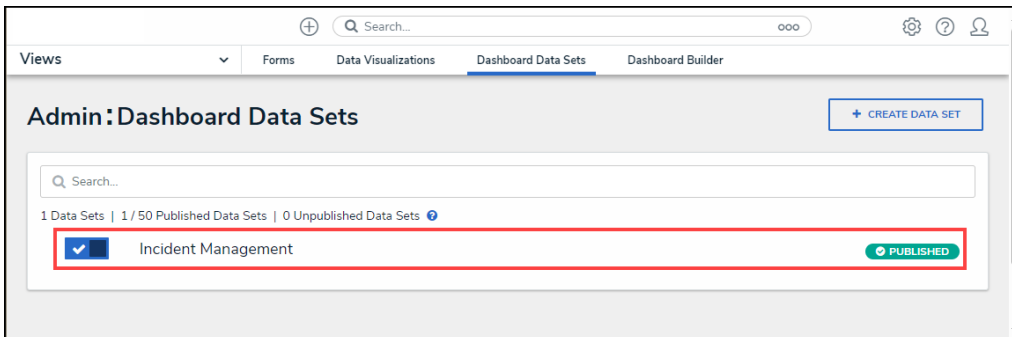 Search... ooo
Views Forms Data Visualizations Dashboard Data Sets Dashboard Builder
Admin:Dashboard Data Sets
+ CREATE DATA SET
Search...
1 Data Sets | 1 / 50 Published Data Sets | 0 Unpublished Data Sets ?
Incident Management PUBLISHED